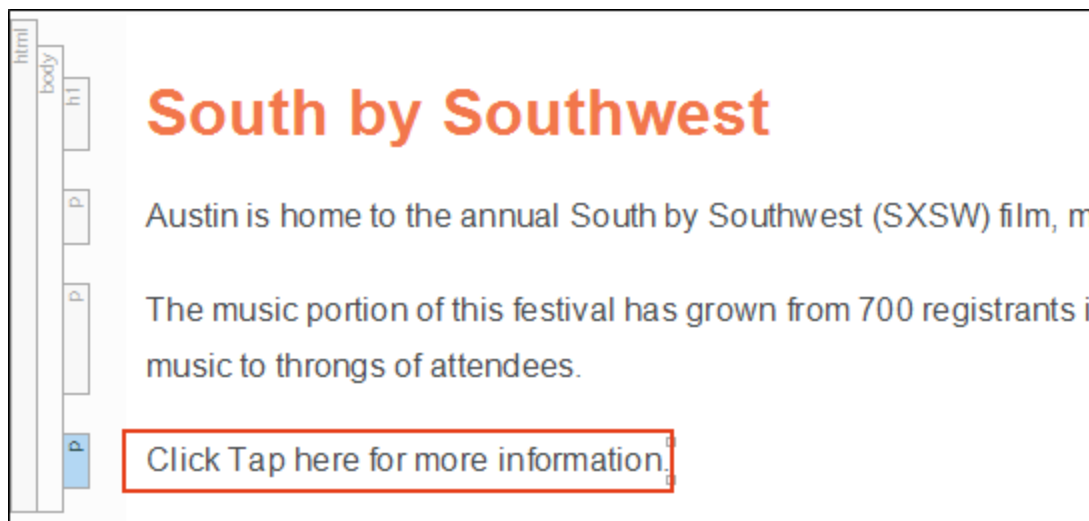 html
body
h1
South by Southwest
p
Austin is home to the annual South by Southwest (SXSW) film,
p
The music portion of this festival has grown from 700 registrants
music to throngs of attendees.
p
Click Tap here for more information.